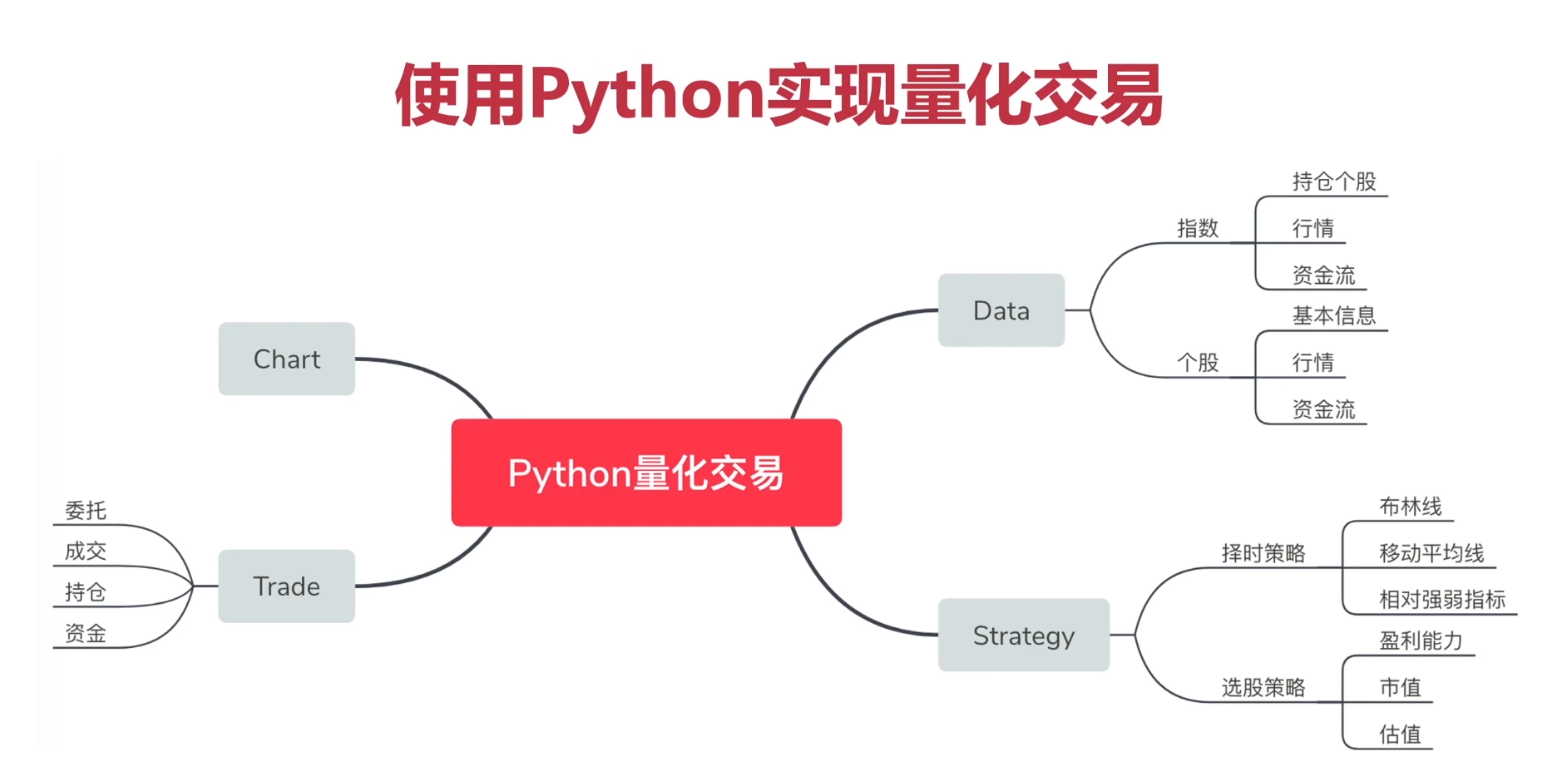 使用Python实现量化交易
Python量化交易
Data
指数
持仓个股
行情
资金流
个股
基本信息
行情
资金流
Strategy
择时策略
布林线
移动平均线
相对强弱指标
选股策略
盈利能力
市值
估值
Chart
Trade
委托
成交
持仓
资金